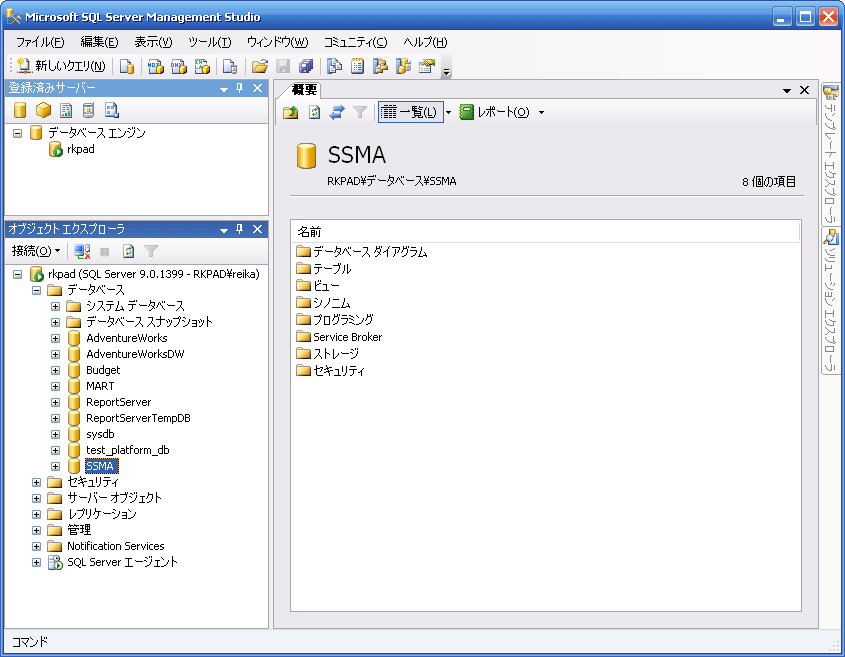 Microsoft SQL Server Management Studio
ファイル(F) 編集(E) 表示(V) ツール(T) ウィンドウ(W) コミュニティ(C) ヘルプ(H)
新しいクエリ(N)
登録済みサーバー
データベース エンジン
rkpad
オブジェクト エクスプローラ
接続(O)
rkpad (SQL Server 9.0.1399 - RKPAD¥reika)
データベース
システム データベース
データベース スナップショット
AdventureWorks
AdventureWorksDW
Budget
MART
ReportServer
ReportServerTempDB
sysdb
test_platform_db
SSMA
セキュリティ
サーバー オブジェクト
レプリケーション
管理
Notification Services
SQL Server エージェント
概要
一覧(L) レポート(O)
SSMA
RKPAD¥データベース¥SSMA 8 個の項目
名前
データベース ダイアグラム
テーブル
ビュー
シノニム
プログラミング
Service Broker
ストレージ
セキュリティ
テンプレート エクスプローラ
ソリューション エクスプローラ
コマンド